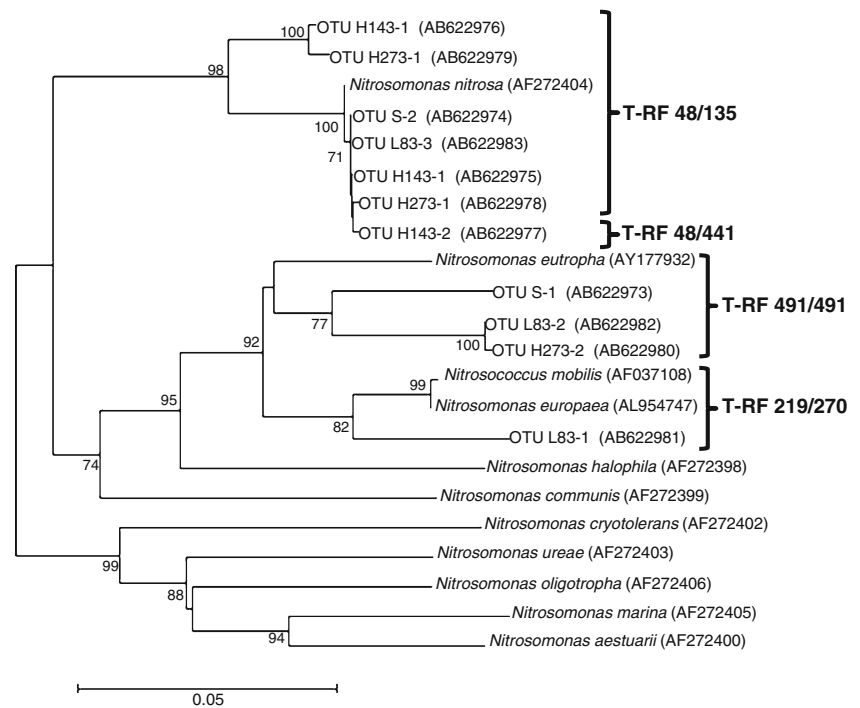 OTU H143-1 (AB622976)
100
OTU H273-1 (AB622979)
98
Nitrosomonas nitrosa (AF272404)
T-RF 48/135
OTU S-2 (AB622974)
100
OTU L83-3 (AB622983)
71
OTU H143-1 (AB622975)
OTU H273-1 (AB622978)
OTU H143-2 (AB622977)
T-RF 48/441
Nitrosomonas eutropha (AY177932)
OTU S-1 (AB622973)
T-RF 491/491
77
OTU L83-2 (AB622982)
92
100
OTU H273-2 (AB622980)
Nitrosococcus mobilis (AF037108)
99
95
Nitrosomonas europaea (AL954747)
T-RF 219/270
82
OTU L83-1 (AB622981)
74
Nitrosomonas halophila (AF272398)
Nitrosomonas communis (AF272399)
Nitrosomonas cryotolerans (AF272402)
99
Nitrosomonas ureae (AF272403)
88
Nitrosomonas oligotropha (AF272406)
Nitrosomonas marina (AF272405)
94
Nitrosomonas aestuarii (AF272400)
0.05